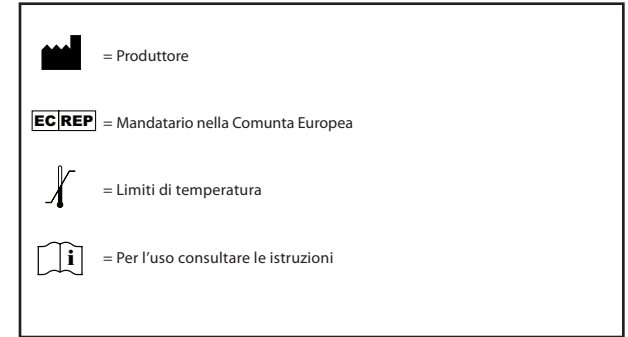 = Produttore
EC REP = Mandatario nella Comunta Europea
= Limiti di temperatura
i = Per l'uso consultare le istruzioni